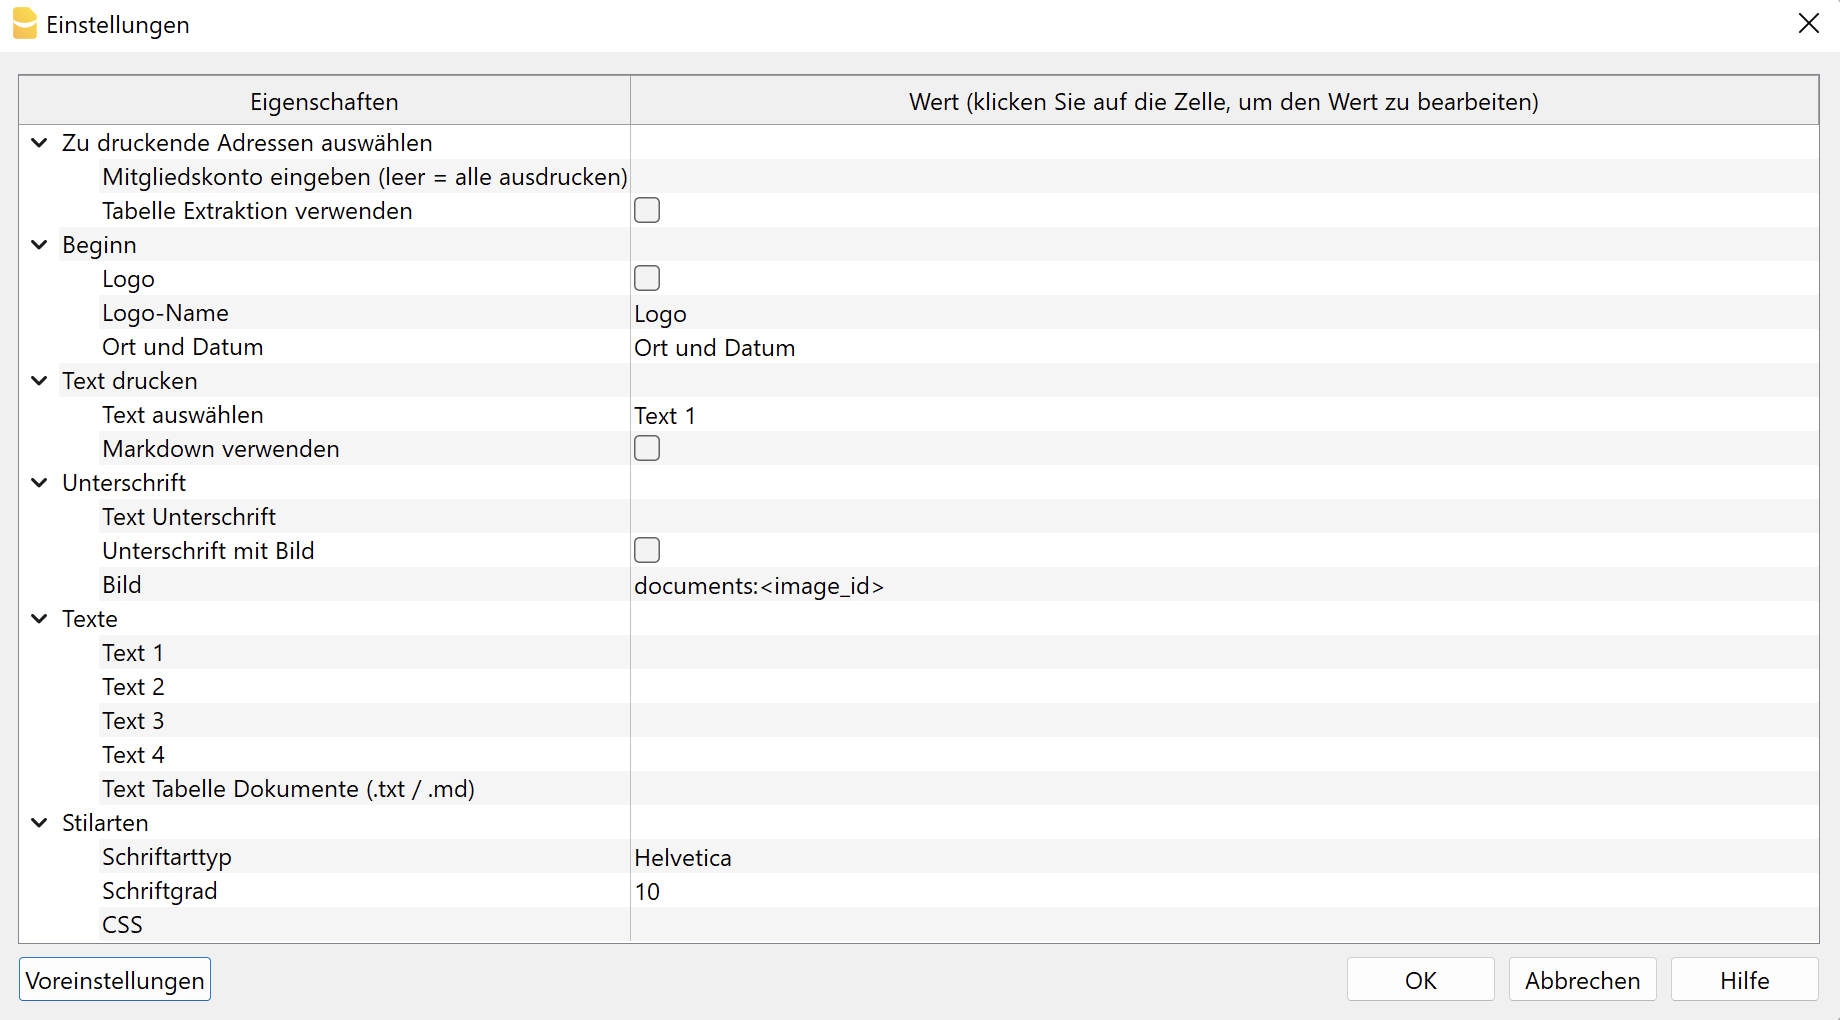 Einstellungen
Eigenschaften
Wert (klicken Sie auf die Zelle, um den Wert zu bearbeiten)
Zu druckende Adressen auswählen
Mitgliedskonto eingeben (leer = alle ausdrucken)
Tabelle Extraktion verwenden
Beginn
Logo
Logo-Name Logo
Ort und Datum Ort und Datum
Text drucken
Text auswählen Text 1
Markdown verwenden
Unterschrift
Text Unterschrift
Unterschrift mit Bild
Bild documents:<image_id>
Texte
Text 1
Text 2
Text 3
Text 4
Text Tabelle Dokumente (.txt / .md)
Stilarten
Schriftarttyp Helvetica
Schriftgrad 10
CSS
Voreinstellungen OK Abbrechen Hilfe